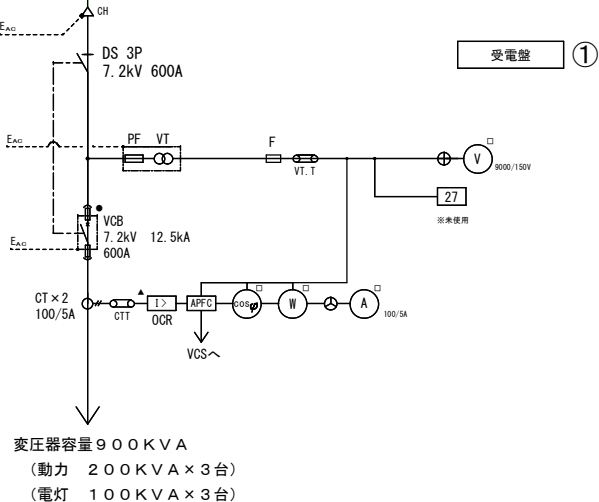 CH
EAC
DS 3P
7.2kV 600A
受電盤 ①
EAC
PF VT
F
VT.T
V
9000/150V
27
※未使用
VCB
7.2kV 12.5kA
600A
EAC
CT×2
100/5A
CTT
I>
OCR
APFC
cosφ
W
A
100/5A
VCSへ
変圧器容量900KVA
(動力 200KVA×3台)
(電灯 100KVA×3台)